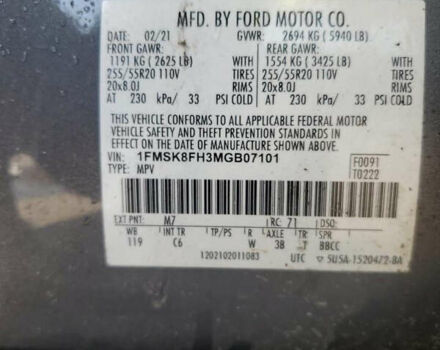 MFD. BY FORD MOTOR CO.
DATE: 02/21 GVWR: 2694 KG ( 5940 LB)
FRONT GAWR: REAR GAWR:
1191 KG ( 2625 LB) WITH 1554 KG ( 3425 LB) WITH
255/55R20 110V TIRES 255/55R20 110V TIRES
20x8.0J RIMS 20x8.0J RIMS
AT 230 kPa/ 33 PSI COLD AT 230 kPa/ 33 PSI COLD
THIS VEHICLE CONFORMS TO ALL APPLICABLE FEDERAL MOTOR
VEHICLE SAFETY AND THEFT PREVENTION STANDARDS IN
EFFECT ON THE DATE OF MANUFACTURE SHOWN ABOVE.
VIN: 1FMSK8FH3MGB07101 F0091
TYPE: MPV T0222
EXT PNT: M7 RC: 71 DSO:
WB INT TR TP/PS R AXLE TR SPR
119 C6 W 3B T BBCC
1202102011083 UTC ▽ 5U5A-1520472-BA